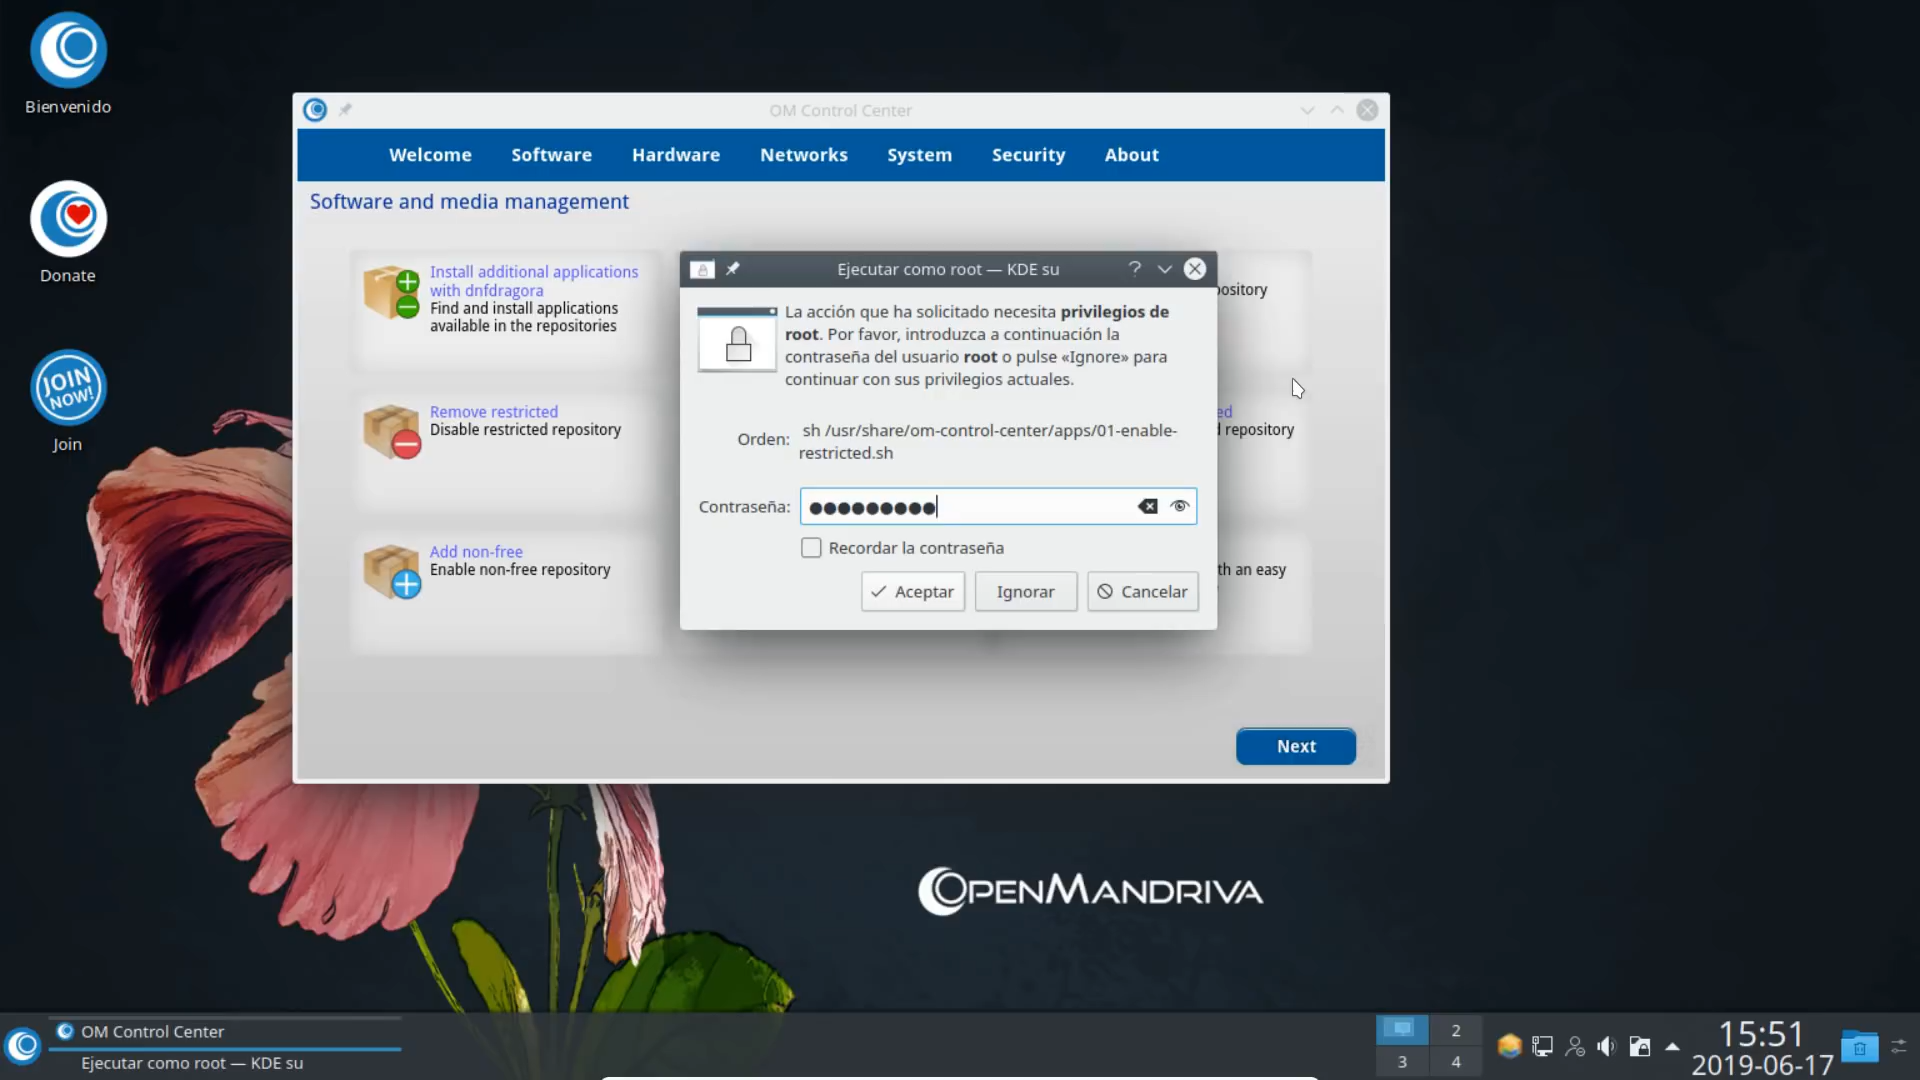 Bienvenido
Donate
JOIN
NOW!
Join
OM Control Center
Welcome Software Hardware Networks System Security About
Software and media management
Install additional applications
with dnfdragora
Find and install applications
available in the repositories
Remove restricted
Disable restricted repository
Add non-free
Enable non-free repository
Ejecutar como root — KDE su
?
La acción que ha solicitado necesita privilegios de
root. Por favor, introduzca a continuación la
contraseña del usuario root o pulse «Ignore» para
continuar con sus privilegios actuales.
Orden: sh /usr/share/om-control-center/apps/01-enable-
restricted.sh
Contraseña: ●●●●●●●●●
Recordar la contraseña
Aceptar Ignorar Cancelar
ed
repository
th an easy
Next
OPENMANDRIVA
OM Control Center
Ejecutar como root — KDE su
2
3 4
15:51
2019-06-17